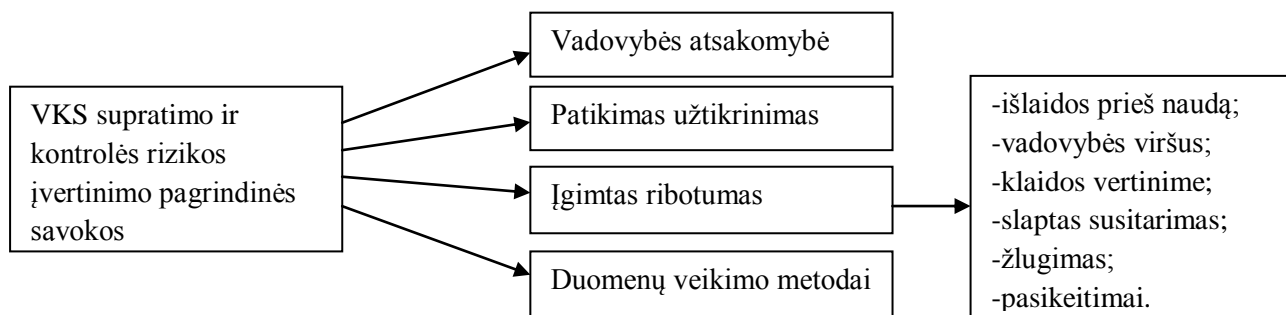 VKS supratimo ir
kontrolės rizikos
įvertinimo pagrindinės
savokos
Vadovybės atsakomybė
Patikimas užtikrinimas
Įgimtas ribotumas
Duomenų veikimo metodai
-išlaidos prieš naudą;
-vadovybės viršus;
-klaidos vertinime;
-slaptas susitarimas;
-žlugimas;
-pasikeitimai.